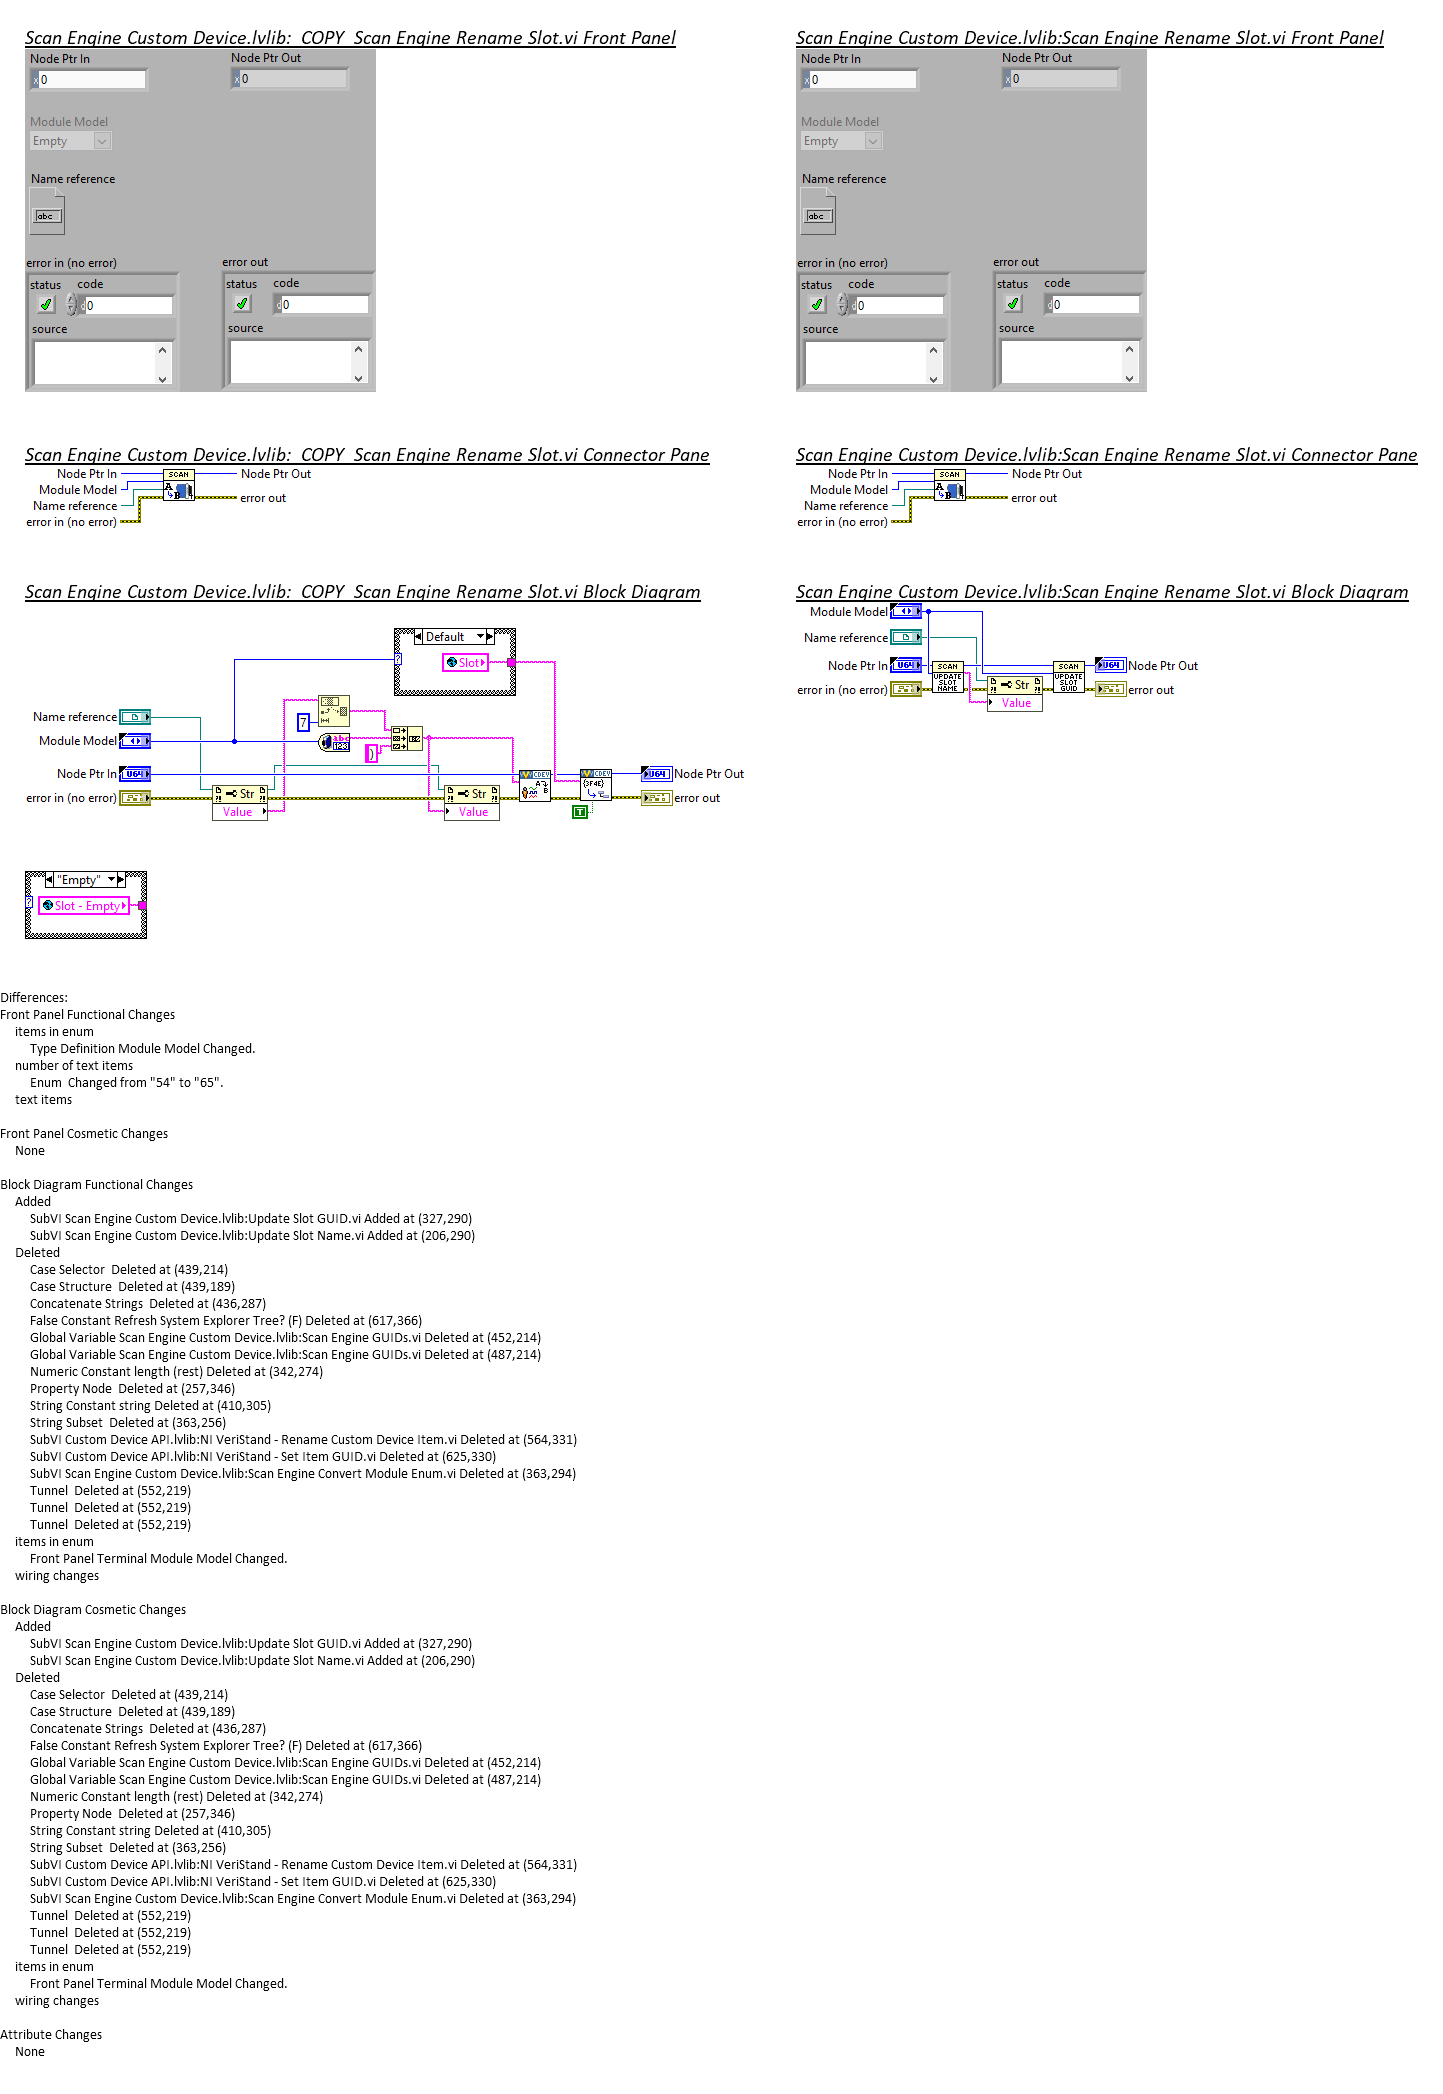 Scan Engine Custom Device.lvlib:_COPY_Scan Engine Rename Slot.vi Front Panel
Node Ptr In
Node Ptr Out
x 0
x 0
Module Model
Empty
Name reference
abc
error in (no error)
error out
status
code
status
code
d 0
d 0
source
source
Scan Engine Custom Device.lvlib:Scan Engine Rename Slot.vi Front Panel
Node Ptr In
Node Ptr Out
x 0
x 0
Module Model
Empty
Name reference
abc
error in (no error)
error out
status
code
status
code
d 0
d 0
source
source
Scan Engine Custom Device.lvlib:_COPY_Scan Engine Rename Slot.vi Connector Pane
Node Ptr In
SCAN
Node Ptr Out
Module Model
A
B
Name reference
error out
error in (no error)
Scan Engine Custom Device.lvlib:Scan Engine Rename Slot.vi Connector Pane
Node Ptr In
SCAN
Node Ptr Out
Module Model
A
B
Name reference
error out
error in (no error)
Scan Engine Custom Device.lvlib:_COPY_Scan Engine Rename Slot.vi Block Diagram
Default
?
Slot
Name reference
7
Module Model
abc
123
)
Node Ptr In
U64
CDEV
A
B
CDEV
{3F4E}
U64
Node Ptr Out
error in (no error)
Str
Value
Str
Value
error out
T
"Empty"
?
Slot - Empty
Scan Engine Custom Device.lvlib:Scan Engine Rename Slot.vi Block Diagram
Module Model
Name reference
Node Ptr In
U64
SCAN
UPDATE
SLOT
NAME
SCAN
UPDATE
SLOT
GUID
U64
Node Ptr Out
error in (no error)
Str
Value
error out
Differences:
Front Panel Functional Changes
items in enum
Type Definition Module Model Changed.
number of text items
Enum  Changed from "54" to "65".
text items
Front Panel Cosmetic Changes
None
Block Diagram Functional Changes
Added
SubVI Scan Engine Custom Device.lvlib:Update Slot GUID.vi Added at (327,290)
SubVI Scan Engine Custom Device.lvlib:Update Slot Name.vi Added at (206,290)
Deleted
Case Selector  Deleted at (439,214)
Case Structure  Deleted at (439,189)
Concatenate Strings  Deleted at (436,287)
False Constant Refresh System Explorer Tree? (F) Deleted at (617,366)
Global Variable Scan Engine Custom Device.lvlib:Scan Engine GUIDs.vi Deleted at (452,214)
Global Variable Scan Engine Custom Device.lvlib:Scan Engine GUIDs.vi Deleted at (487,214)
Numeric Constant length (rest) Deleted at (342,274)
Property Node  Deleted at (257,346)
String Constant string Deleted at (410,305)
String Subset  Deleted at (363,256)
SubVI Custom Device API.lvlib:NI VeriStand - Rename Custom Device Item.vi Deleted at (564,331)
SubVI Custom Device API.lvlib:NI VeriStand - Set Item GUID.vi Deleted at (625,330)
SubVI Scan Engine Custom Device.lvlib:Scan Engine Convert Module Enum.vi Deleted at (363,294)
Tunnel  Deleted at (552,219)
Tunnel  Deleted at (552,219)
Tunnel  Deleted at (552,219)
items in enum
Front Panel Terminal Module Model Changed.
wiring changes
Block Diagram Cosmetic Changes
Added
SubVI Scan Engine Custom Device.lvlib:Update Slot GUID.vi Added at (327,290)
SubVI Scan Engine Custom Device.lvlib:Update Slot Name.vi Added at (206,290)
Deleted
Case Selector  Deleted at (439,214)
Case Structure  Deleted at (439,189)
Concatenate Strings  Deleted at (436,287)
False Constant Refresh System Explorer Tree? (F) Deleted at (617,366)
Global Variable Scan Engine Custom Device.lvlib:Scan Engine GUIDs.vi Deleted at (452,214)
Global Variable Scan Engine Custom Device.lvlib:Scan Engine GUIDs.vi Deleted at (487,214)
Numeric Constant length (rest) Deleted at (342,274)
Property Node  Deleted at (257,346)
String Constant string Deleted at (410,305)
String Subset  Deleted at (363,256)
SubVI Custom Device API.lvlib:NI VeriStand - Rename Custom Device Item.vi Deleted at (564,331)
SubVI Custom Device API.lvlib:NI VeriStand - Set Item GUID.vi Deleted at (625,330)
SubVI Scan Engine Custom Device.lvlib:Scan Engine Convert Module Enum.vi Deleted at (363,294)
Tunnel  Deleted at (552,219)
Tunnel  Deleted at (552,219)
Tunnel  Deleted at (552,219)
items in enum
Front Panel Terminal Module Model Changed.
wiring changes
Attribute Changes
None